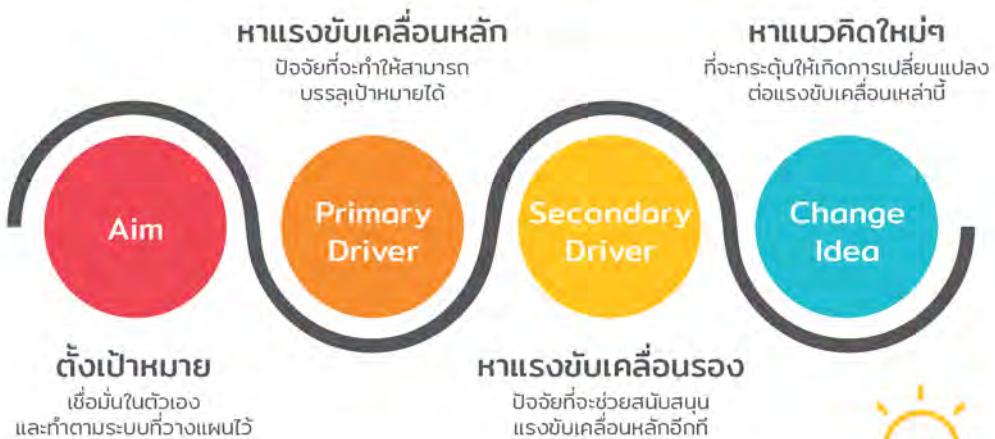 หาแรงขับเคลื่อนหลัก
ปัจจัยที่จะทำให้สามารถ
บรรลุเป้าหมายได้
หาแนวคิดใหม่ๆ
ที่จะกระตุ้นให้เกิดการเปลี่ยนแปลง
ต่อแรงขับเคลื่อนเหล่านี้
Aim
Primary
Driver
Secondary
Driver
Change
Idea
ตั้งเป้าหมาย
เชื่อมั่นในตัวเอง
และทำตามระบบที่วางแผนไว้
หาแรงขับเคลื่อนรอง
ปัจจัยที่จะช่วยสนับสนุน
แรงขับเคลื่อนหลักอีกที